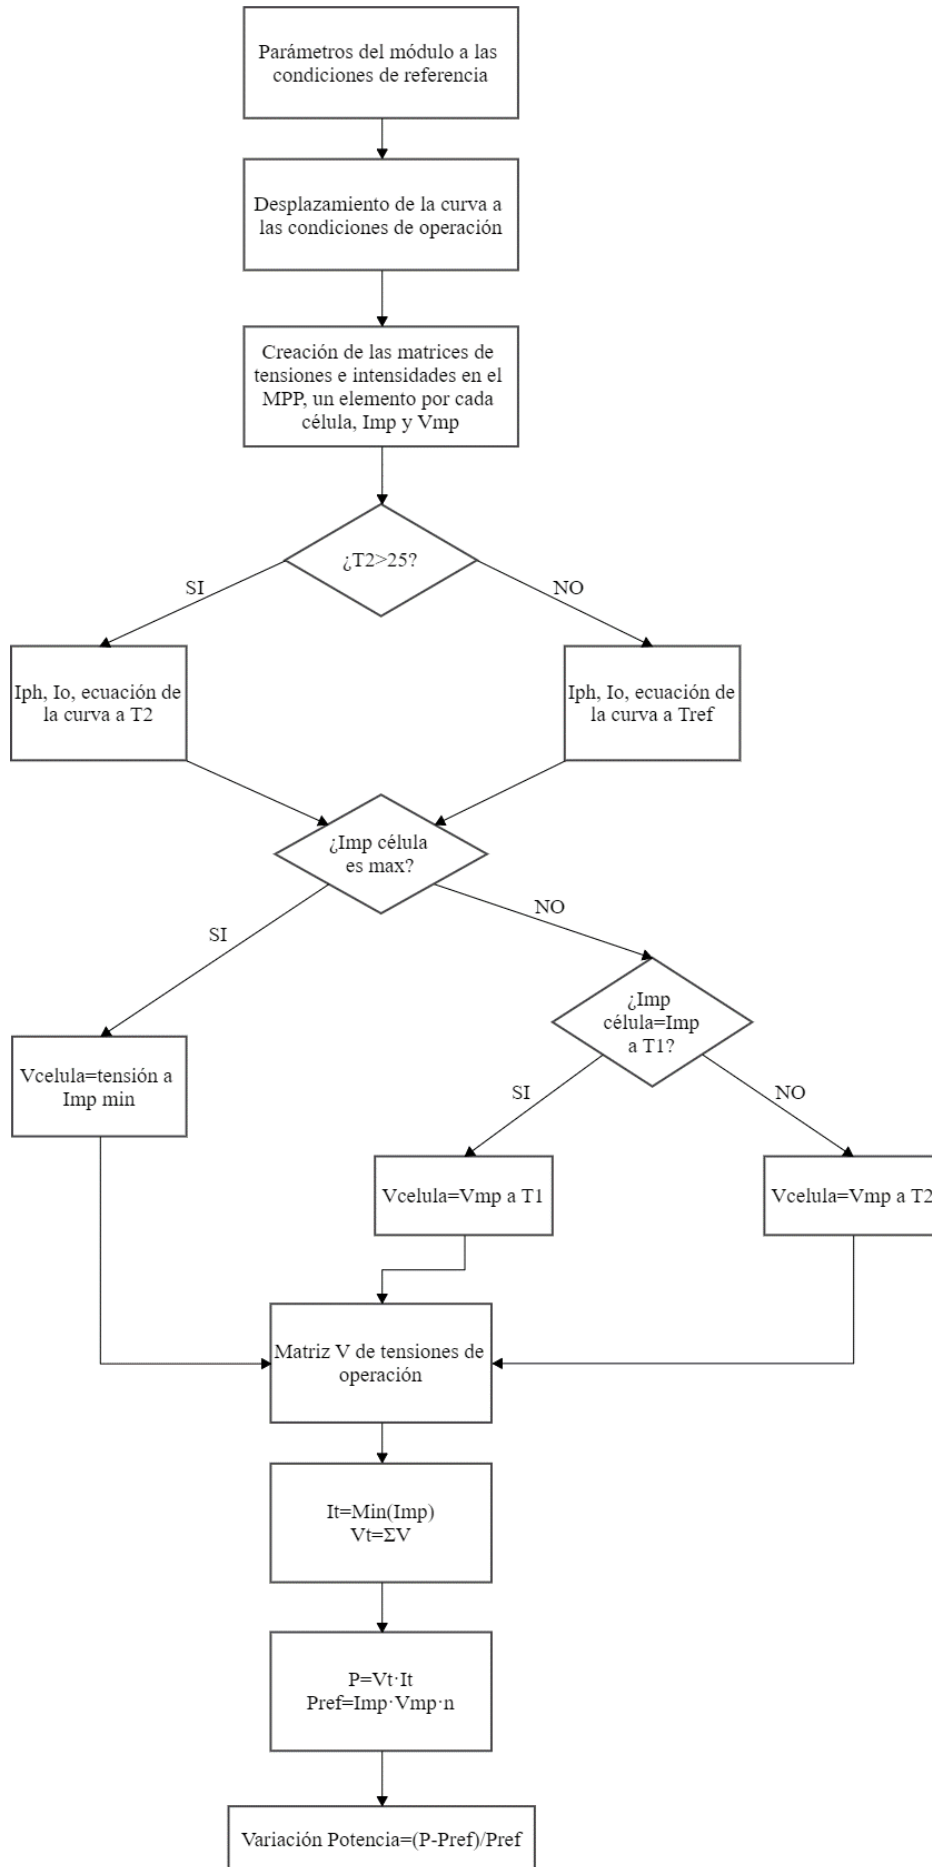 Parámetros del módulo a las
condiciones de referencia
Desplazamiento de la curva a
las condiciones de operación
Creación de las matrices de
tensiones e intensidades en el
MPP, un elemento por cada
célula, Imp y Vmp
¿T2>25?
SI
NO
Iph, Io, ecuación de
la curva a T2
Iph, Io, ecuación de
la curva a Tref
¿Imp célula
es max?
SI
NO
¿Imp
célula=Imp
a T1?
Vcelula=tensión a
Imp min
SI
NO
Vcelula=Vmp a T1
Vcelula=Vmp a T2
Matriz V de tensiones de
operación
It=Min(Imp)
Vt=ΣV
P=Vt·It
Pref=Imp·Vmp·n
Variación Potencia=(P-Pref)/Pref